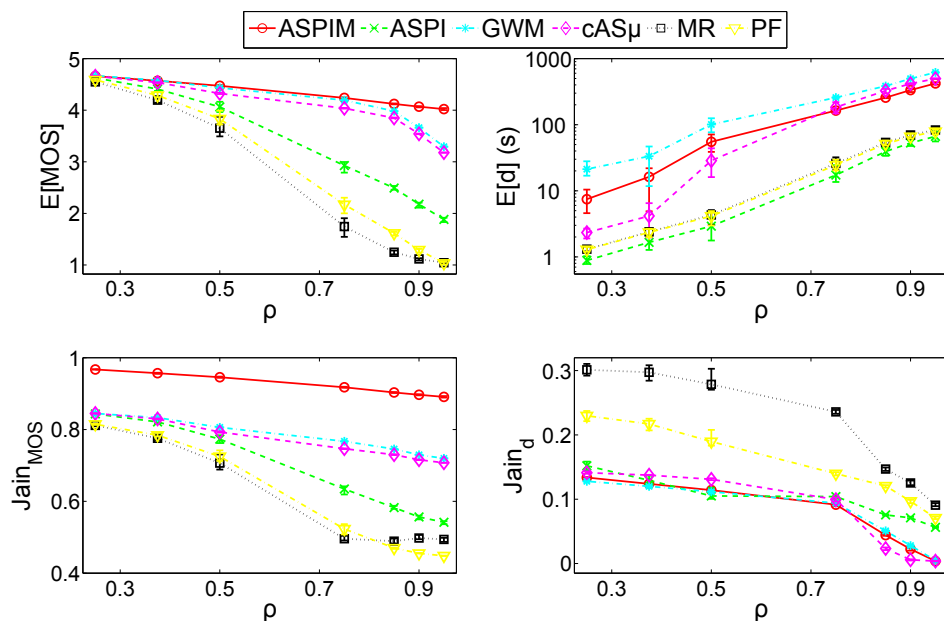 ASPIM ASPI GWM cASμ MR PF
E[MOS]
5
4
3
2
1
0.3 0.5 0.7 0.9
ρ
E[d] (s)
1000
100
10
1
0.3 0.5 0.7 0.9
ρ
Jain_MOS
1
0.8
0.6
0.4
0.3 0.5 0.7 0.9
ρ
Jain_d
0.3
0.2
0.1
0
0.3 0.5 0.7 0.9
ρ